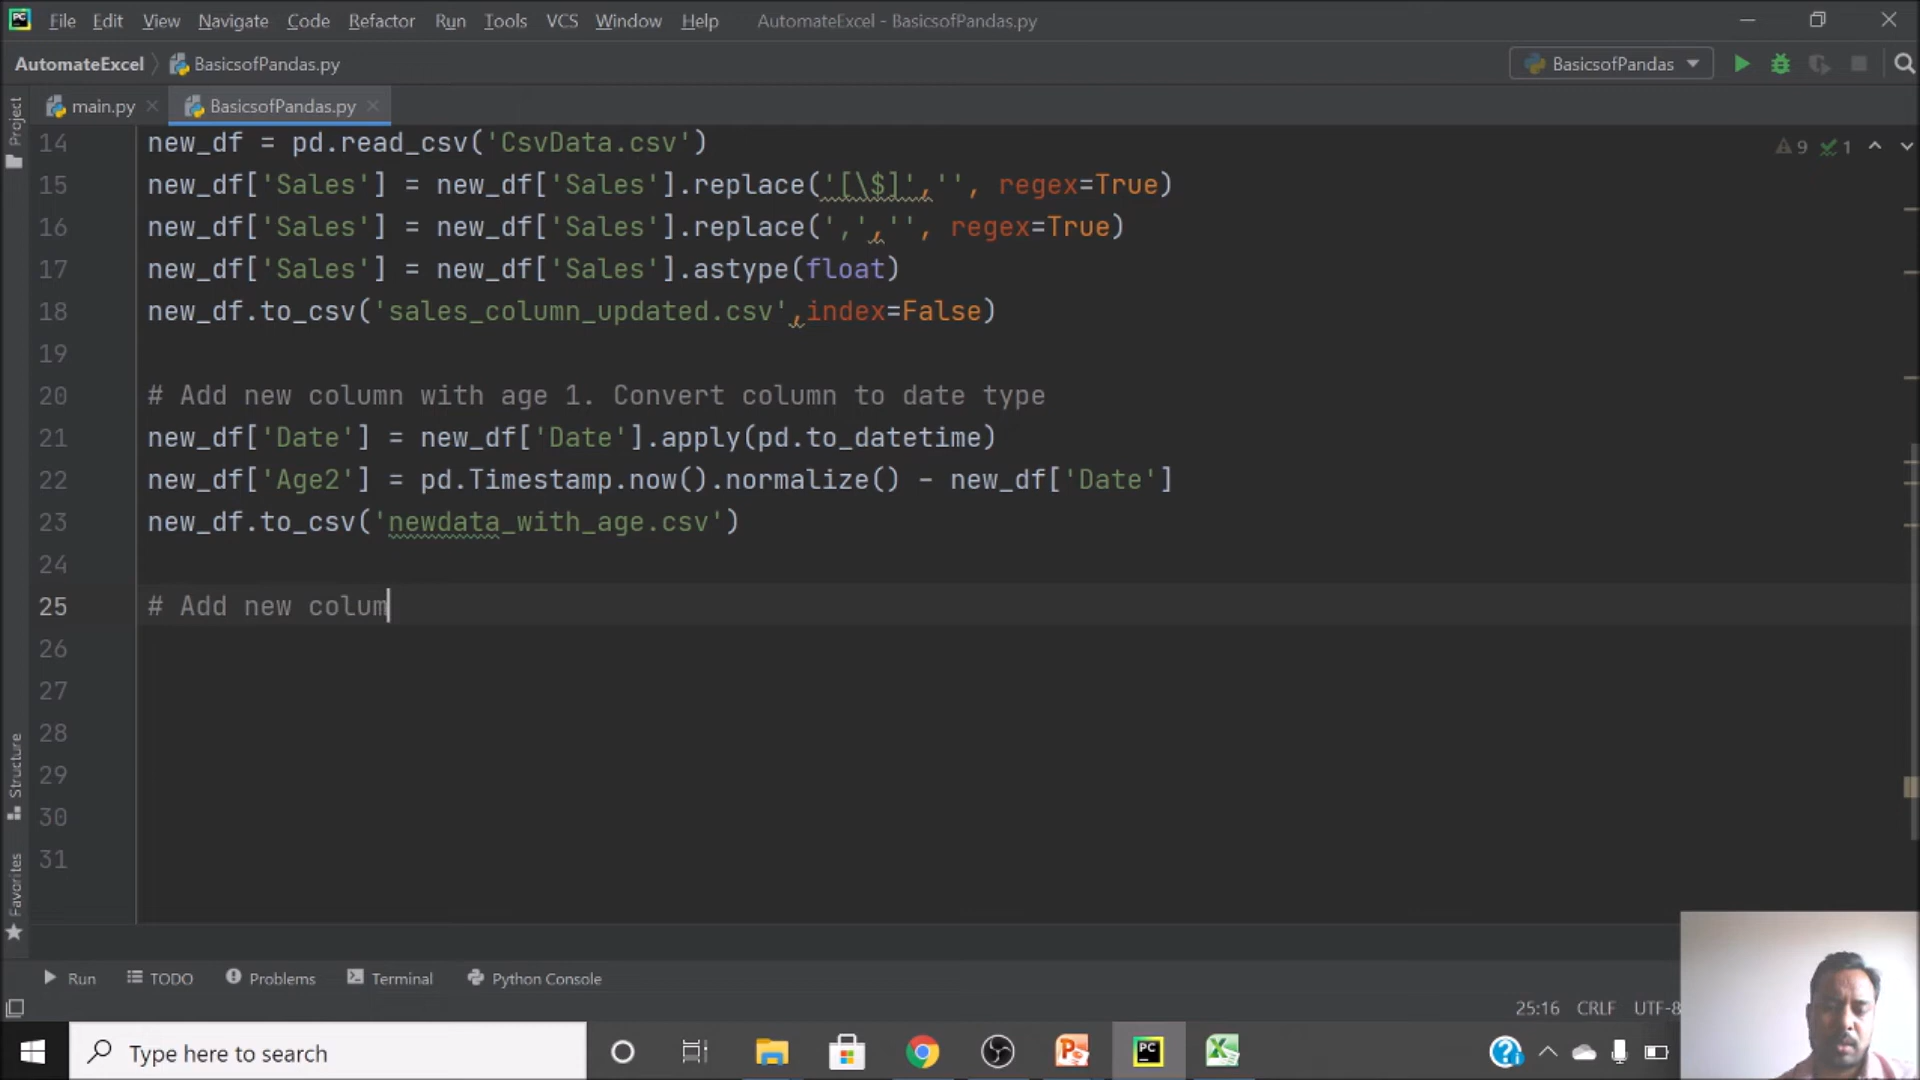 File Edit View Navigate Code Refactor Run Tools VCS Window Help AutomateExcel - BasicsofPandas.py
AutomateExcel BasicsofPandas.py BasicsofPandas
main.py BasicsofPandas.py
Project
14 new_df = pd.read_csv('CsvData.csv')
9 1
15 new_df['Sales'] = new_df['Sales'].replace('[\$]','', regex=True)
16 new_df['Sales'] = new_df['Sales'].replace(',','', regex=True)
17 new_df['Sales'] = new_df['Sales'].astype(float)
18 new_df.to_csv('sales_column_updated.csv',index=False)
19
20 # Add new column with age 1. Convert column to date type
21 new_df['Date'] = new_df['Date'].apply(pd.to_datetime)
22 new_df['Age2'] = pd.Timestamp.now().normalize() - new_df['Date']
23 new_df.to_csv('newdata_with_age.csv')
24
25 # Add new colum
26
27
28
29
30
31
Structure
Favorites
Run TODO Problems Terminal Python Console
25:16 CRLF UTF-8
Type here to search